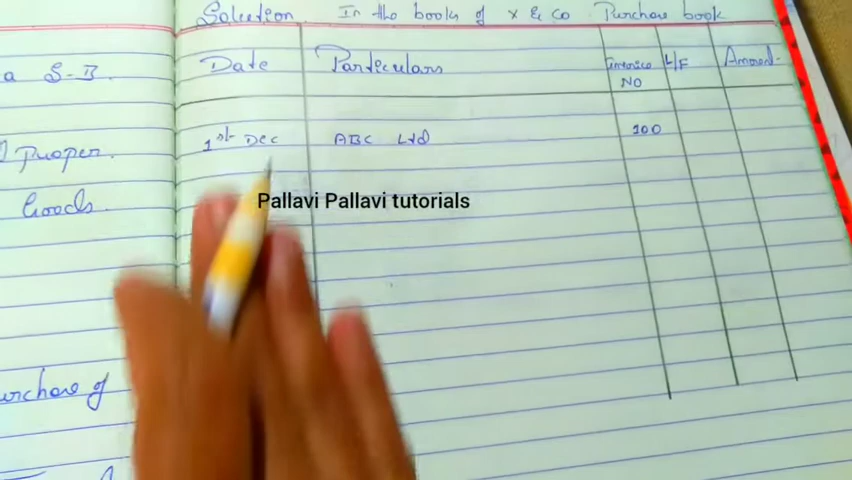 Solution In the books of X & Co Purchase book
a S-B
Date Particulars Invoice L/F Amount
NO
1st Dec ABC Ltd 100
Proper
Goods
Pallavi Pallavi tutorials
of